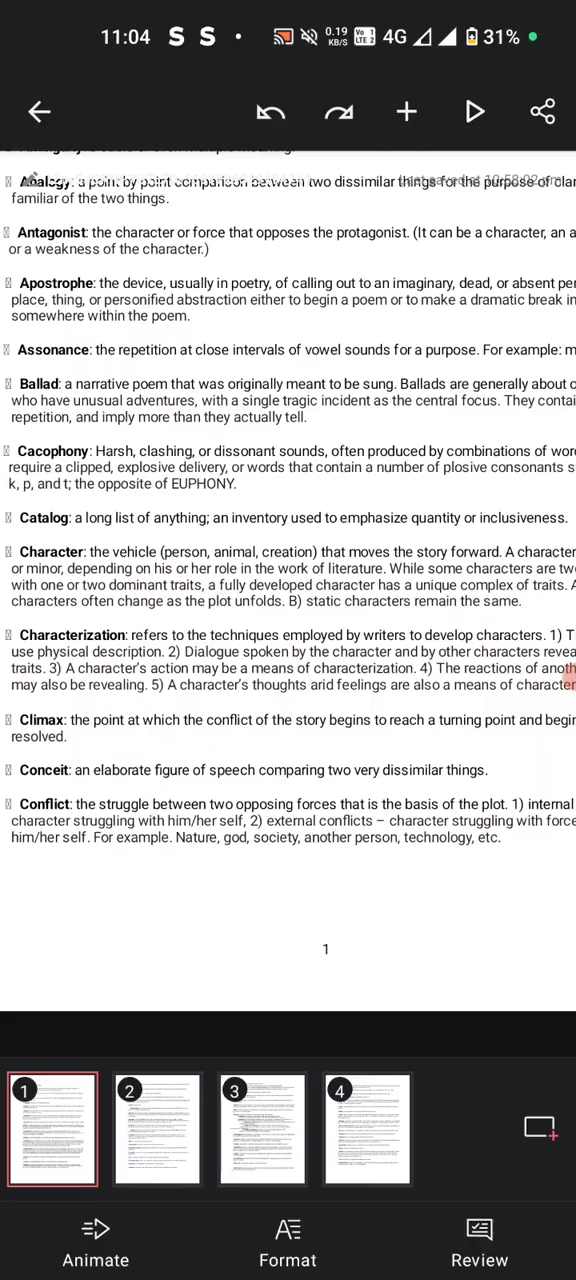 11:04 S S • 0.19 KB/S Vo 1 LTE 2 4G 31%
Analogy: a point by point comparison between two dissimilar things for the purpose of clar
Last saved at 10:58:02 pm
familiar of the two things.
Antagonist: the character or force that opposes the protagonist. (It can be a character, an a
or a weakness of the character.)
Apostrophe: the device, usually in poetry, of calling out to an imaginary, dead, or absent per
place, thing, or personified abstraction either to begin a poem or to make a dramatic break in
somewhere within the poem.
Assonance: the repetition at close intervals of vowel sounds for a purpose. For example: m
Ballad: a narrative poem that was originally meant to be sung. Ballads are generally about o
who have unusual adventures, with a single tragic incident as the central focus. They contai
repetition, and imply more than they actually tell.
Cacophony: Harsh, clashing, or dissonant sounds, often produced by combinations of wor
require a clipped, explosive delivery, or words that contain a number of plosive consonants s
k, p, and t; the opposite of EUPHONY.
Catalog: a long list of anything; an inventory used to emphasize quantity or inclusiveness.
Character: the vehicle (person, animal, creation) that moves the story forward. A character
or minor, depending on his or her role in the work of literature. While some characters are tw
with one or two dominant traits, a fully developed character has a unique complex of traits. A
characters often change as the plot unfolds. B) static characters remain the same.
Characterization: refers to the techniques employed by writers to develop characters. 1) T
use physical description. 2) Dialogue spoken by the character and by other characters revea
traits. 3) A character's action may be a means of characterization. 4) The reactions of anoth
may also be revealing. 5) A character's thoughts arid feelings are also a means of character
Climax: the point at which the conflict of the story begins to reach a turning point and begin
resolved.
Conceit: an elaborate figure of speech comparing two very dissimilar things.
Conflict: the struggle between two opposing forces that is the basis of the plot. 1) internal
character struggling with him/her self, 2) external conflicts – character struggling with force
him/her self. For example. Nature, god, society, another person, technology, etc.
1
1 2 3 4
Animate Format Review